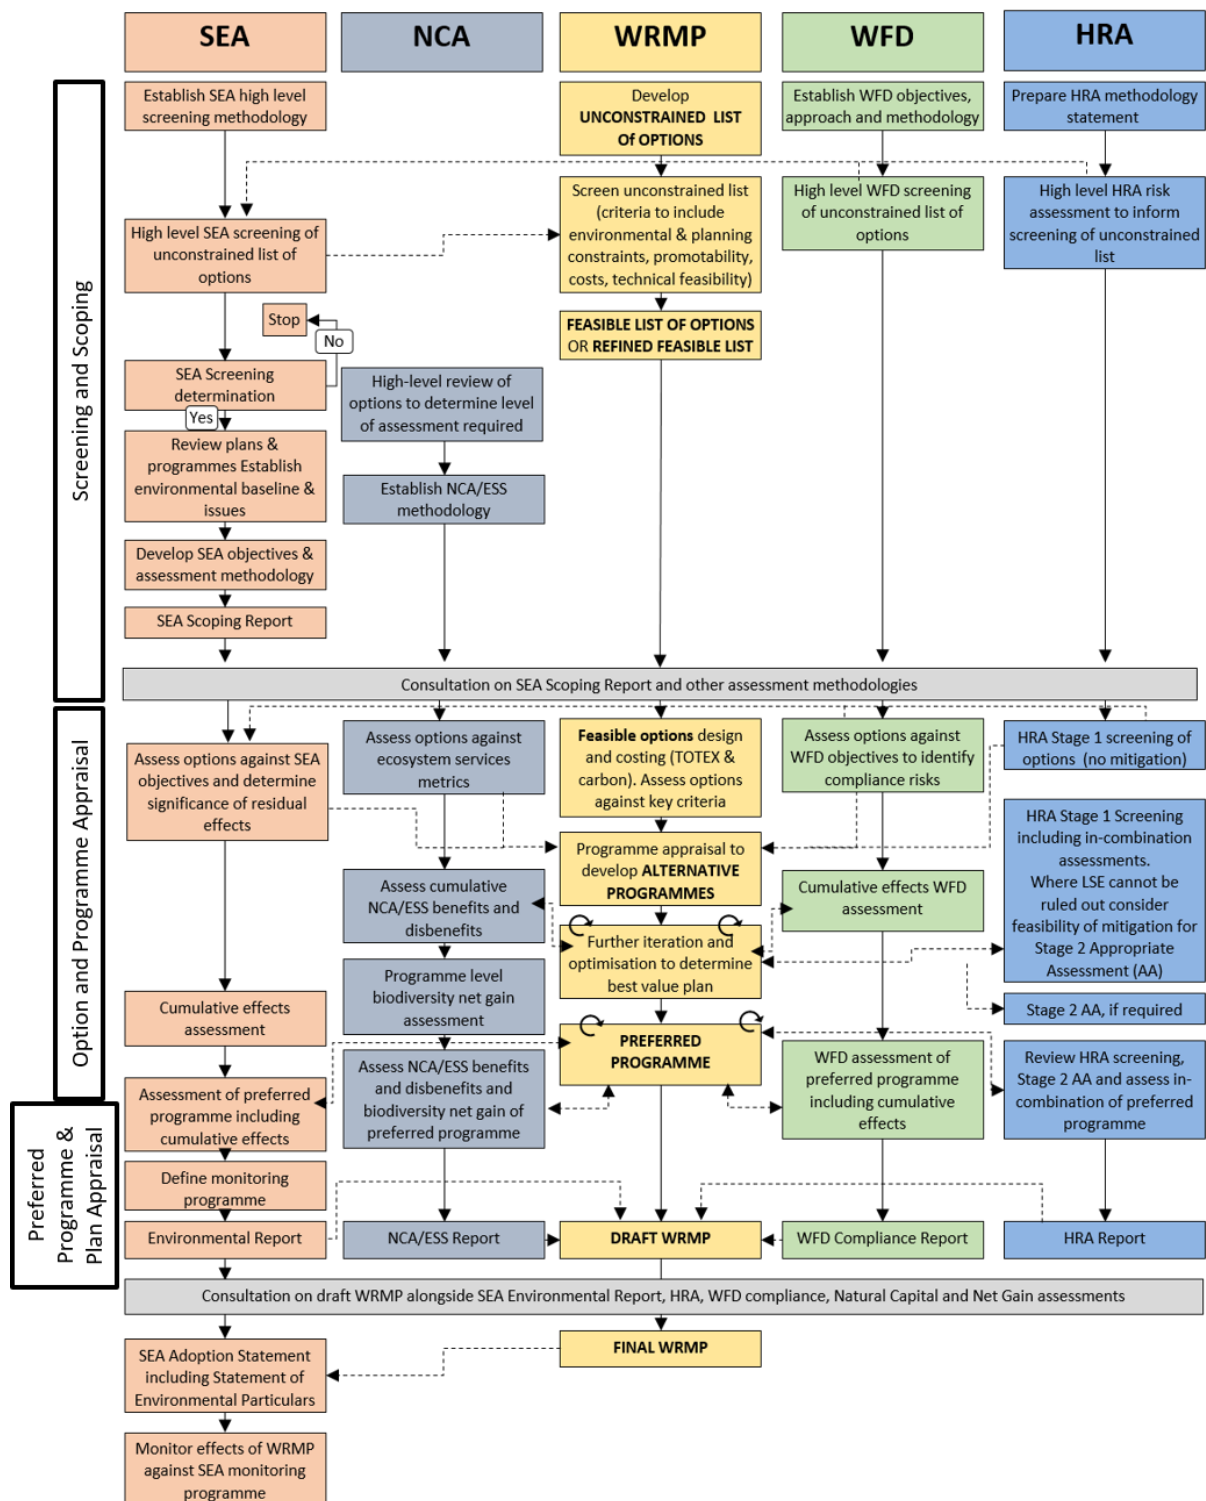 SEA
NCA
WRMP
WFD
HRA
Screening and Scoping
Establish SEA high level
screening methodology
Develop
UNCONSTRAINED LIST
Of OPTIONS
Establish WFD objectives,
approach and methodology
Prepare HRA methodology
statement
High level SEA screening of
unconstrained list of
options
Screen unconstrained list
(criteria to include
environmental & planning
constraints, promotability,
costs, technical feasibility)
High level WFD screening
of unconstrained list of
options
High level HRA risk
assessment to inform
screening of unconstrained
list
Stop
No
FEASIBLE LIST OF OPTIONS
OR REFINED FEASIBLE LIST
SEA Screening
determination
Yes
High-level review of
options to determine level
of assessment required
Review plans &
programmes Establish
environmental baseline &
issues
Establish NCA/ESS
methodology
Develop SEA objectives &
assessment methodology
SEA Scoping Report
Consultation on SEA Scoping Report and other assessment methodologies
Option and Programme Appraisal
Assess options against SEA
objectives and determine
significance of residual
effects
Assess options against
ecosystem services
metrics
Feasible options design
and costing (TOTEX &
carbon). Assess options
against key criteria
Assess options against
WFD objectives to identify
compliance risks
HRA Stage 1 screening of
options (no mitigation)
HRA Stage 1 Screening
including in-combination
assessments.
Where LSE cannot be
ruled out consider
feasibility of mitigation for
Stage 2 Appropriate
Assessment (AA)
Programme appraisal to
develop ALTERNATIVE
PROGRAMMES
Assess cumulative
NCA/ESS benefits and
disbenefits
Cumulative effects WFD
assessment
Further iteration and
optimisation to determine
best value plan
Programme level
biodiversity net gain
assessment
Cumulative effects
assessment
Stage 2 AA, if required
PREFERRED
PROGRAMME
Assess NCA/ESS benefits
and disbenefits and
biodiversity net gain of
preferred programme
WFD assessment of
preferred programme
including cumulative
effects
Review HRA screening,
Stage 2 AA and assess in-
combination of preferred
programme
Preferred
Programme &
Plan Appraisal
Assessment of preferred
programme including
cumulative effects
Define monitoring
programme
Environmental Report
NCA/ESS Report
DRAFT WRMP
WFD Compliance Report
HRA Report
Consultation on draft WRMP alongside SEA Environmental Report, HRA, WFD compliance, Natural Capital and Net Gain assessments
SEA Adoption Statement
including Statement of
Environmental Particulars
FINAL WRMP
Monitor effects of WRMP
against SEA monitoring
programme